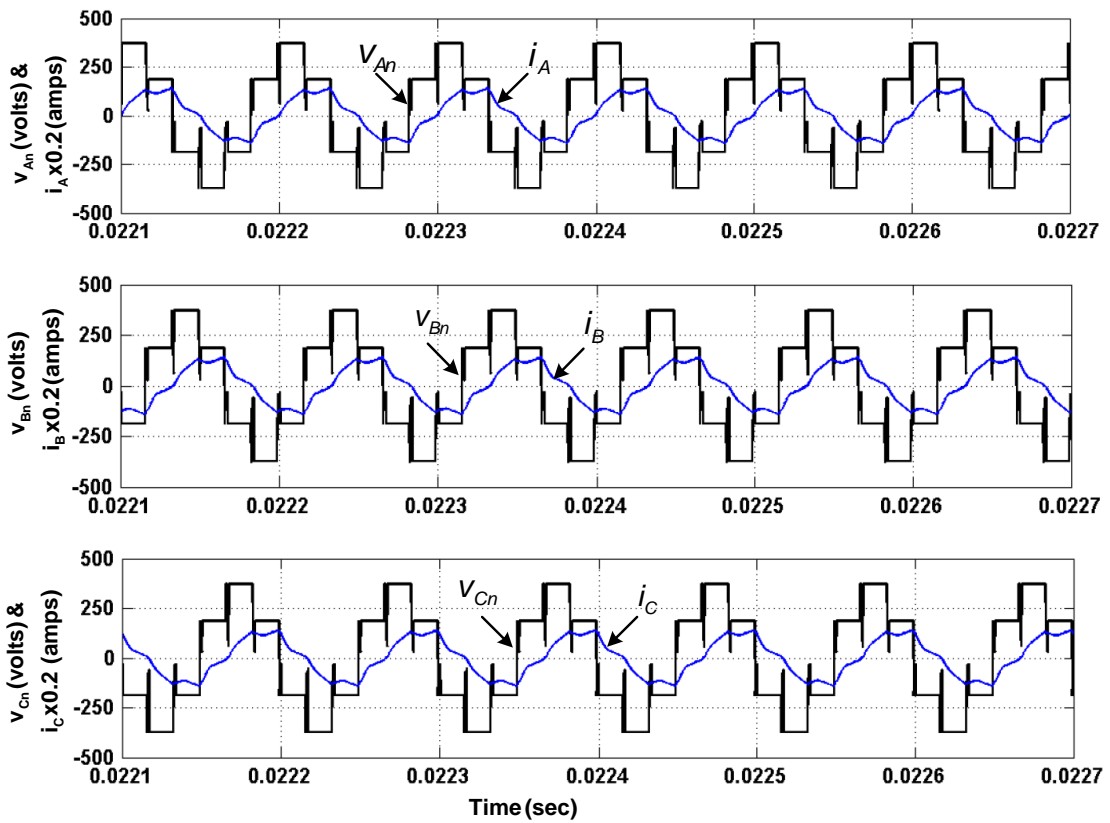 500
250
0
-250
-500
v_An (volts) &
i_A x0.2 (amps)
v_An
i_A
0.0221 0.0222 0.0223 0.0224 0.0225 0.0226 0.0227
500
250
0
-250
-500
v_Bn (volts)
i_B x0.2 (amps)
v_Bn
i_B
0.0221 0.0222 0.0223 0.0224 0.0225 0.0226 0.0227
500
250
0
-250
-500
v_Cn (volts) &
i_C x0.2 (amps)
v_Cn
i_C
0.0221 0.0222 0.0223 0.0224 0.0225 0.0226 0.0227
Time (sec)